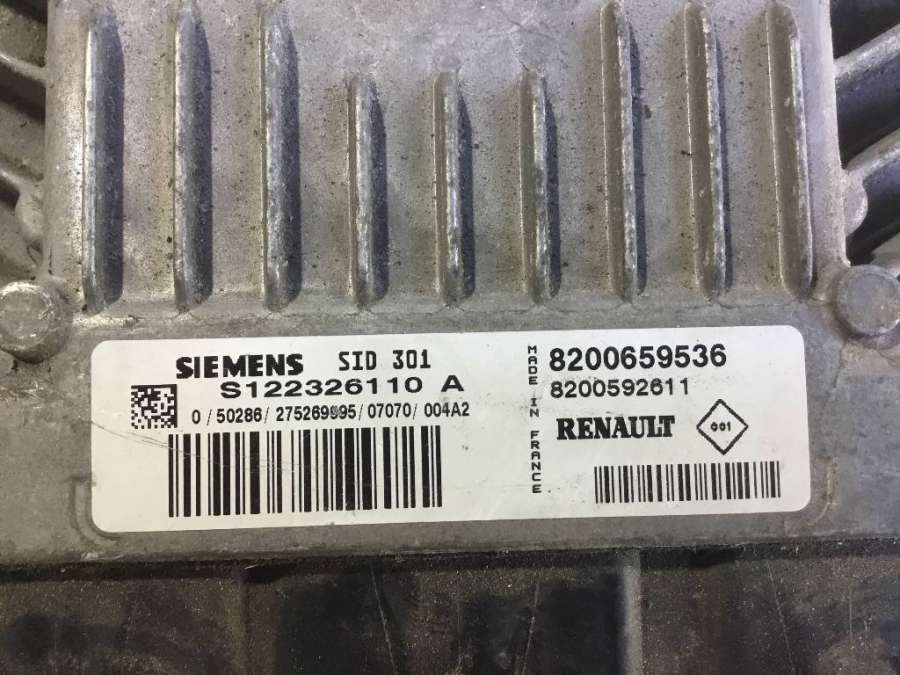 SIEMENS SID 301
S122326110 A
0/50286/275269995/07070/004A2
MADE IN FRANCE
8200659536
8200592611
RENAULT 001